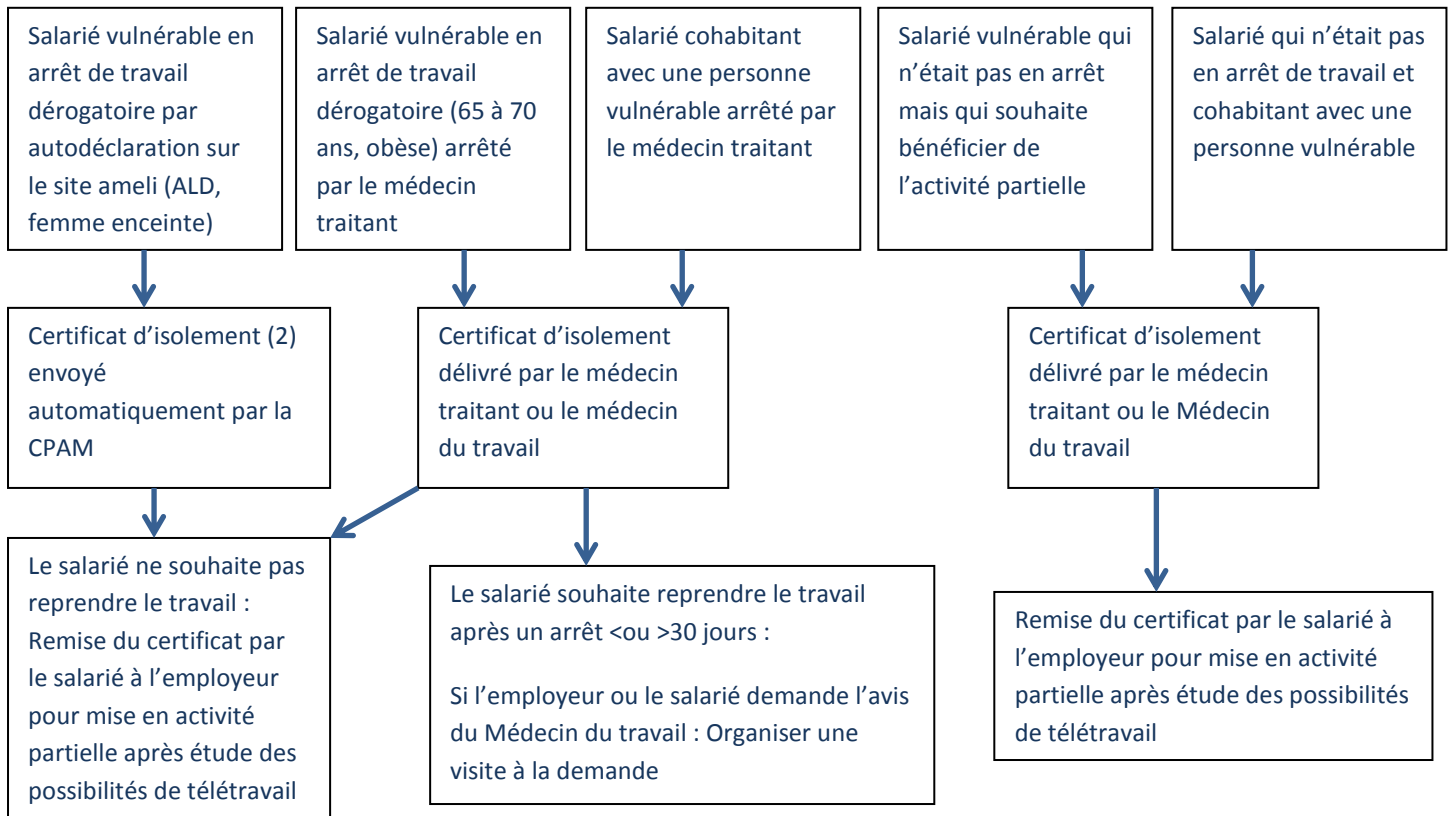 Salarié vulnérable en
arrêt de travail
dérogatoire par
autodéclaration sur
le site ameli (ALD,
femme enceinte)
Salarié vulnérable en
arrêt de travail
dérogatoire (65 à 70
ans, obèse) arrêté
par le médecin
traitant
Salarié cohabitant
avec une personne
vulnérable arrêté par
le médecin traitant
Salarié vulnérable qui
n’était pas en arrêt
mais qui souhaite
bénéficier de
l’activité partielle
Salarié qui n’était pas
en arrêt de travail et
cohabitant avec une
personne vulnérable
Certificat d’isolement (2)
envoyé
automatiquement par la
CPAM
Certificat d’isolement
délivré par le médecin
traitant ou le médecin
du travail
Certificat d’isolement
délivré par le médecin
traitant ou le Médecin
du travail
Le salarié ne souhaite pas
reprendre le travail :
Remise du certificat par
le salarié à l’employeur
pour mise en activité
partielle après étude des
possibilités de télétravail
Le salarié souhaite reprendre le travail
après un arrêt <ou >30 jours :
Si l’employeur ou le salarié demande l’avis
du Médecin du travail : Organiser une
visite à la demande
Remise du certificat par le salarié à
l’employeur pour mise en activité
partielle après étude des possibilités
de télétravail